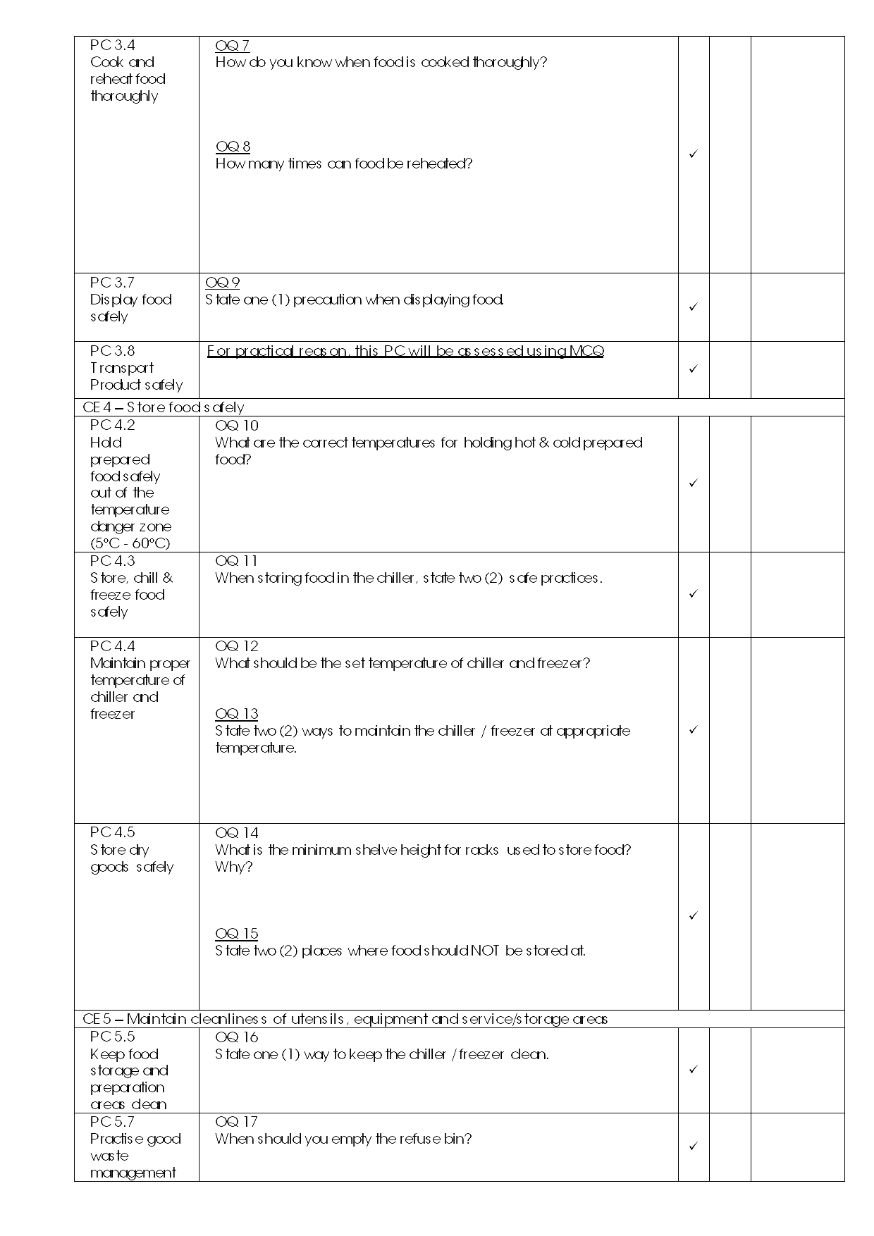 PC 3.4
Cook and
reheat food
thoroughly
OQ 7
How do you know when food is cooked thoroughly?
OQ 8
How many times can food be reheated?
✓
PC 3.7
Display food
safely
OQ 9
State one (1) precaution when displaying food.
✓
PC 3.8
Transport
Product safely
For practical reason, this PC will be assessed using MCQ
✓
CE 4 – Store food safely
PC 4.2
Hold
prepared
food safely
out of the
temperature
danger zone
(5°C - 60°C)
OQ 10
What are the correct temperatures for holding hot & cold prepared
food?
✓
PC 4.3
Store, chill &
freeze food
safely
OQ 11
When storing food in the chiller, state two (2) safe practices.
✓
PC 4.4
Maintain proper
temperature of
chiller and
freezer
OQ 12
What should be the set temperature of chiller and freezer?
OQ 13
State two (2) ways to maintain the chiller / freezer at appropriate
temperature.
✓
PC 4.5
Store dry
goods safely
OQ 14
What is the minimum shelve height for racks used to store food?
Why?
OQ 15
State two (2) places where food should NOT be stored at.
✓
CE 5 – Maintain cleanliness of utensils, equipment and service/storage areas
PC 5.5
Keep food
storage and
preparation
areas clean
OQ 16
State one (1) way to keep the chiller / freezer clean.
✓
PC 5.7
Practise good
waste
management
OQ 17
When should you empty the refuse bin?
✓